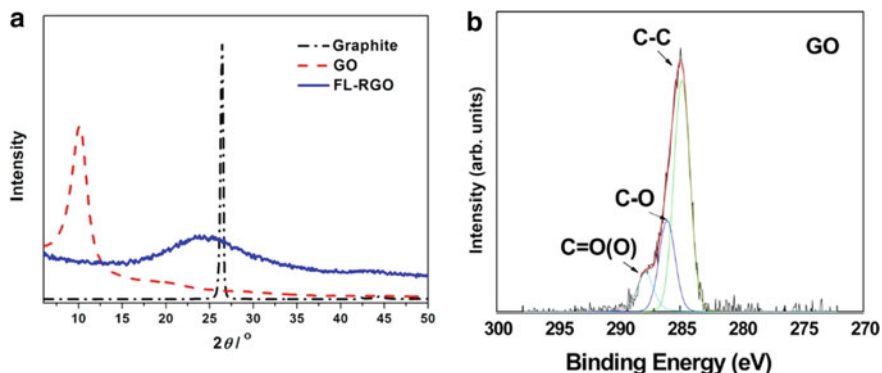 a
Graphite
GO
FL-RGO
Intensity
10 15 20 25 30 35 40 45 50
2θ/°
b
C-C
GO
C-O
C=O(O)
Intensity (arb. units)
300 295 290 285 280 275 270
Binding Energy (eV)